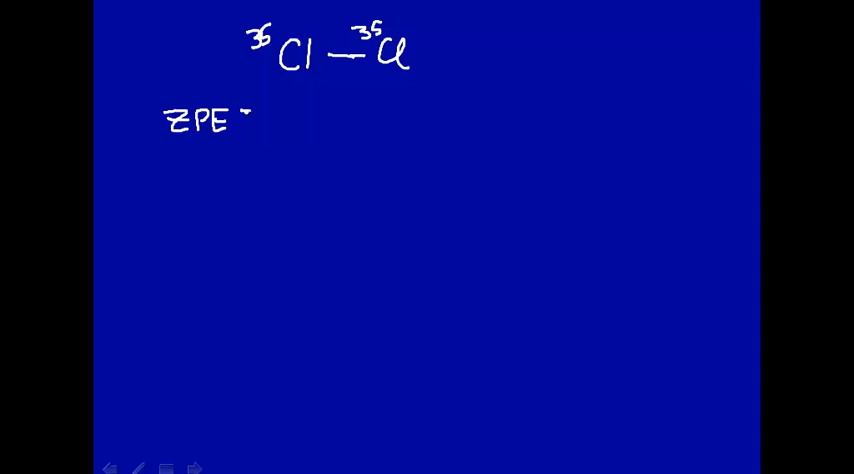 ³⁵Cl — ³⁵Cl
ZPE -